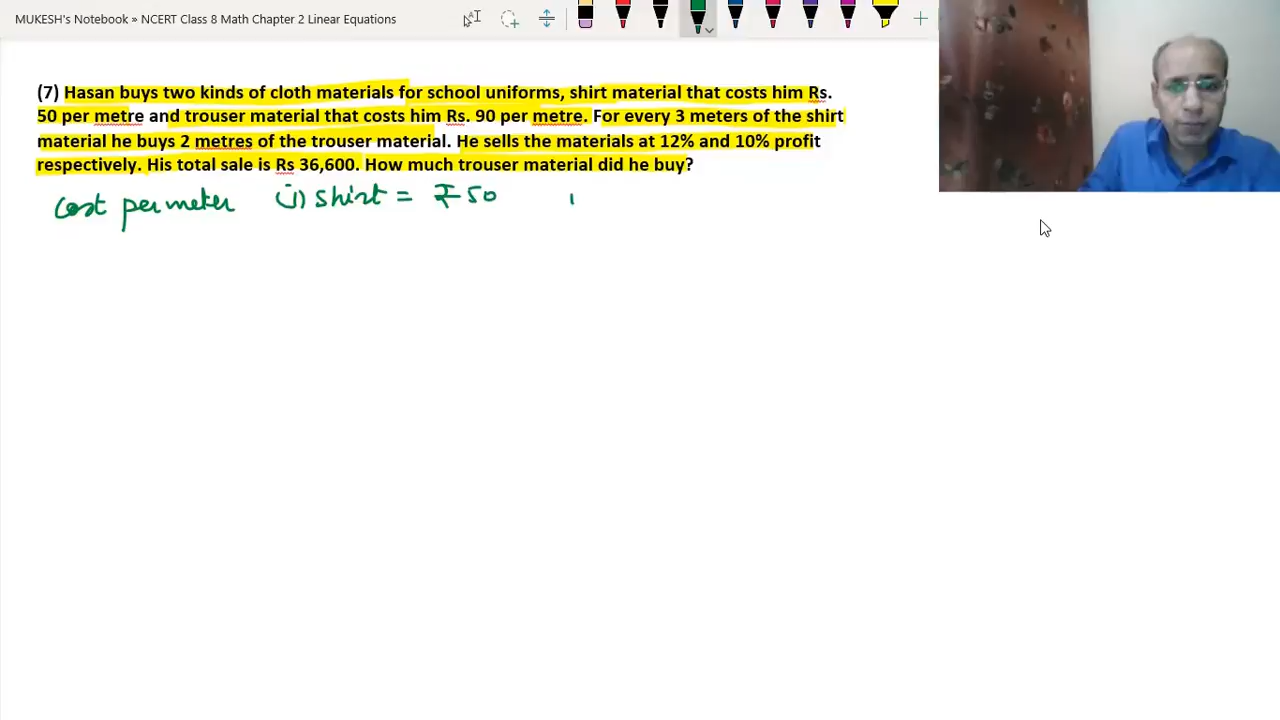 MUKESH's Notebook » NCERT Class 8 Math Chapter 2 Linear Equations
(7) Hasan buys two kinds of cloth materials for school uniforms, shirt material that costs him Rs.
50 per metre and trouser material that costs him Rs. 90 per metre. For every 3 meters of the shirt
material he buys 2 metres of the trouser material. He sells the materials at 12% and 10% profit
respectively. His total sale is Rs 36,600. How much trouser material did he buy?
Cost per meter (i) Shirt = ₹ 50